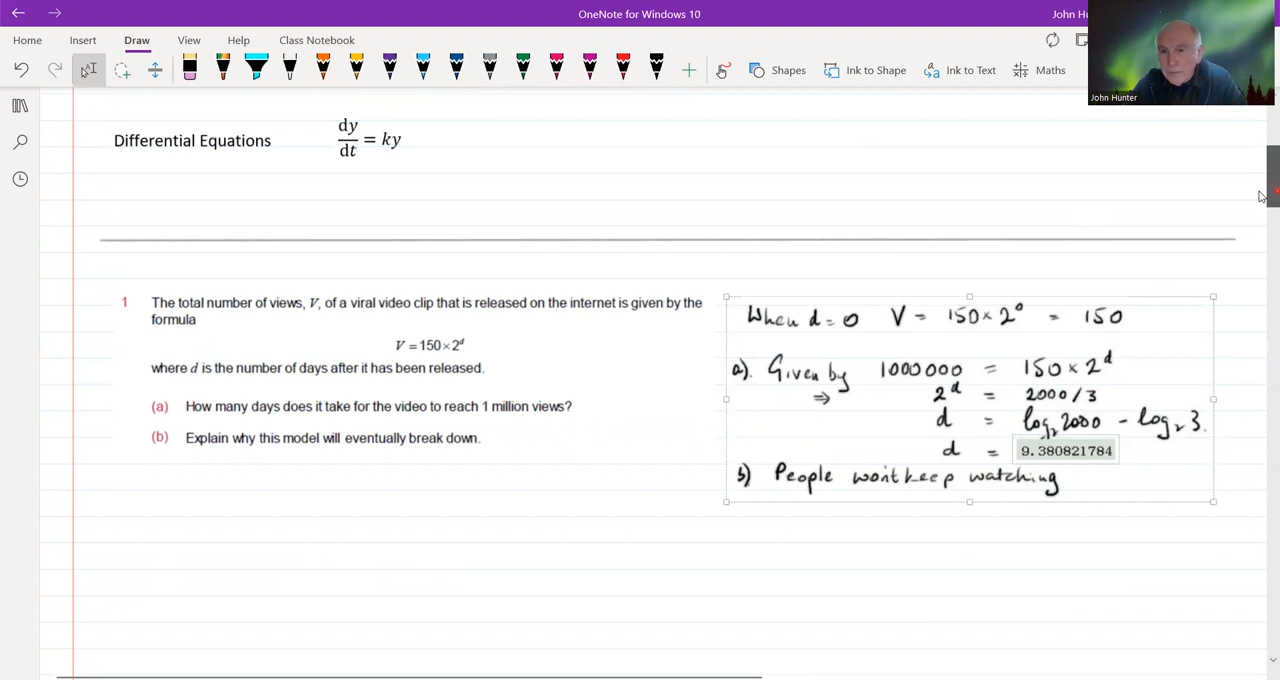 OneNote for Windows 10
John Hu
Home Insert Draw View Help Class Notebook
Shapes Ink to Shape Ink to Text Maths
John Hunter
Differential Equations dy/dt = ky
1 The total number of views, V, of a viral video clip that is released on the internet is given by the
formula
V = 150 × 2^d
where d is the number of days after it has been released.
(a) How many days does it take for the video to reach 1 million views?
(b) Explain why this model will eventually break down.
When d = 0 V = 150 × 2^0 = 150
a). Given by 1000000 = 150 × 2^d
⇒ 2^d = 2000/3
d = log₂2000 - log₂3.
d = 9.380821784
b) People won't keep watching